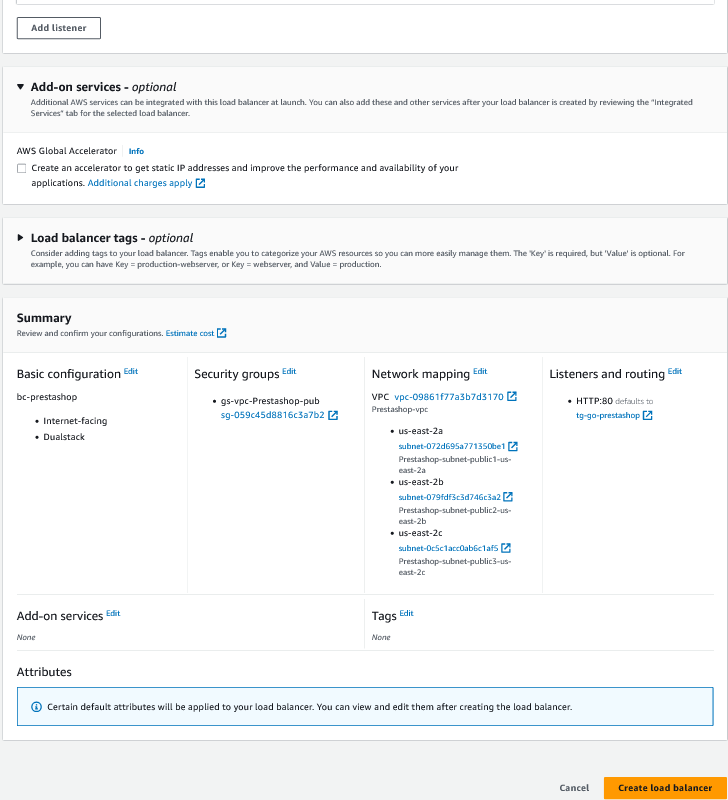 Add listener
Add-on services - optional
Additional AWS services can be integrated with this load balancer at launch. You can also add these and other services after your load balancer is created by reviewing the "Integrated
Services" tab for the selected load balancer.
AWS Global Accelerator
Info
Create an accelerator to get static IP addresses and improve the performance and availability of your
applications. Additional charges apply
Load balancer tags - optional
Consider adding tags to your load balancer. Tags enable you to categorize your AWS resources so you can more easily manage them. The 'Key' is required, but 'Value' is optional. For
example, you can have Key = production-webserver, or Key = webserver, and Value = production.
Summary
Review and confirm your configurations. Estimate cost
Basic configuration Edit
bc-prestashop
• Internet-facing
• Dualstack
Security groups Edit
• gs-vpc-Prestashop-pub
sg-059c45d8816c3a7b2
Network mapping Edit
VPC vpc-09861f77a3b7d3170
Prestashop-vpc
• us-east-2a
subnet-072d695a771350be1
Prestashop-subnet-public1-us-
east-2a
• us-east-2b
subnet-079fdf3c3d746c3a2
Prestashop-subnet-public2-us-
east-2b
• us-east-2c
subnet-0c5c1acc0ab6c1af5
Prestashop-subnet-public3-us-
east-2c
Listeners and routing Edit
• HTTP:80 defaults to
tg-go-prestashop
Add-on services Edit
None
Tags Edit
None
Attributes
Certain default attributes will be applied to your load balancer. You can view and edit them after creating the load balancer.
Cancel
Create load balancer